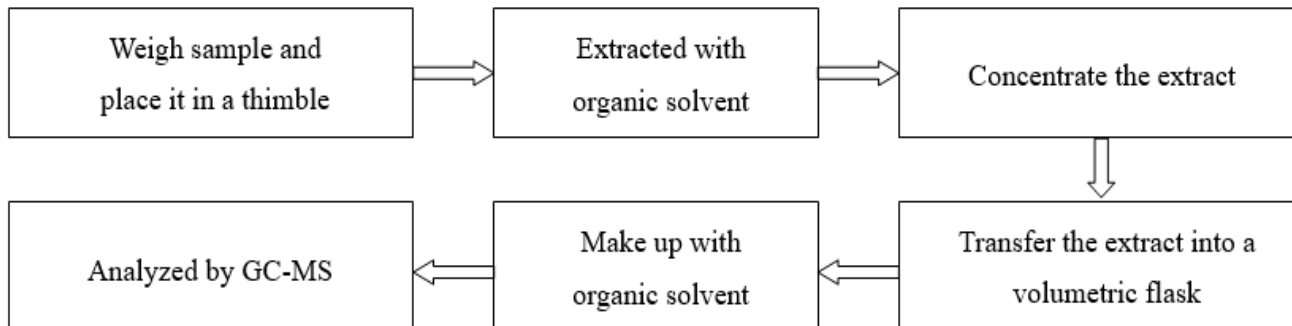 Weigh sample and
place it in a thimble
Extracted with
organic solvent
Concentrate the extract
Transfer the extract into a
volumetric flask
Make up with
organic solvent
Analyzed by GC-MS